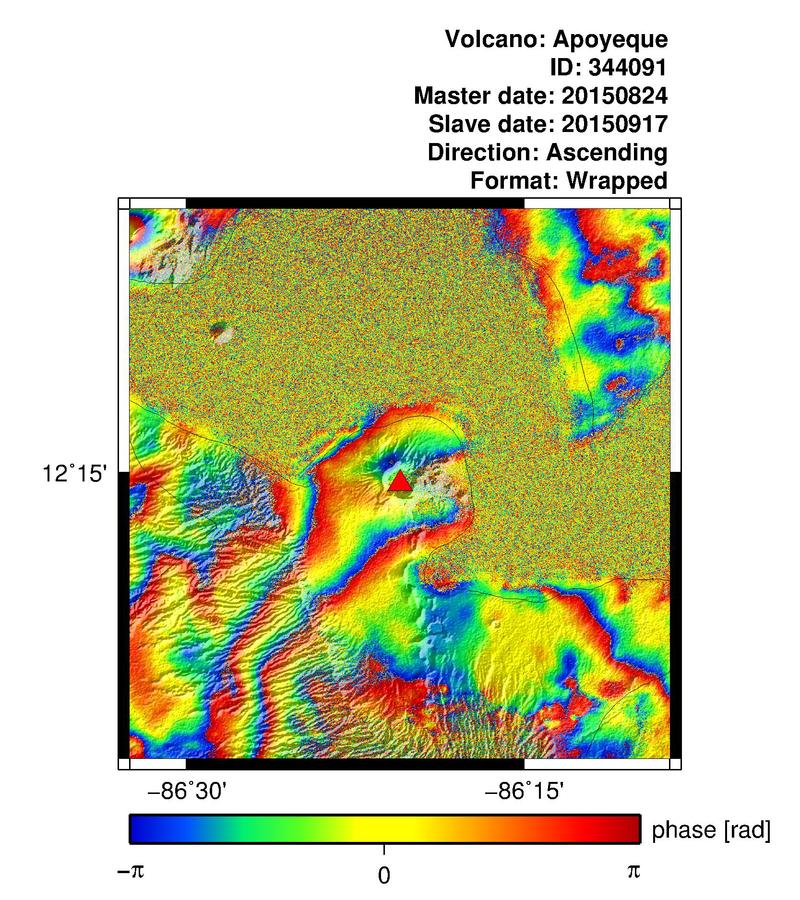 Volcano: Apoyeque
ID: 344091
Master date: 20150824
Slave date: 20150917
Direction: Ascending
Format: Wrapped
12˚15'
−86˚30' −86˚15'
phase [rad]
−π 0 π